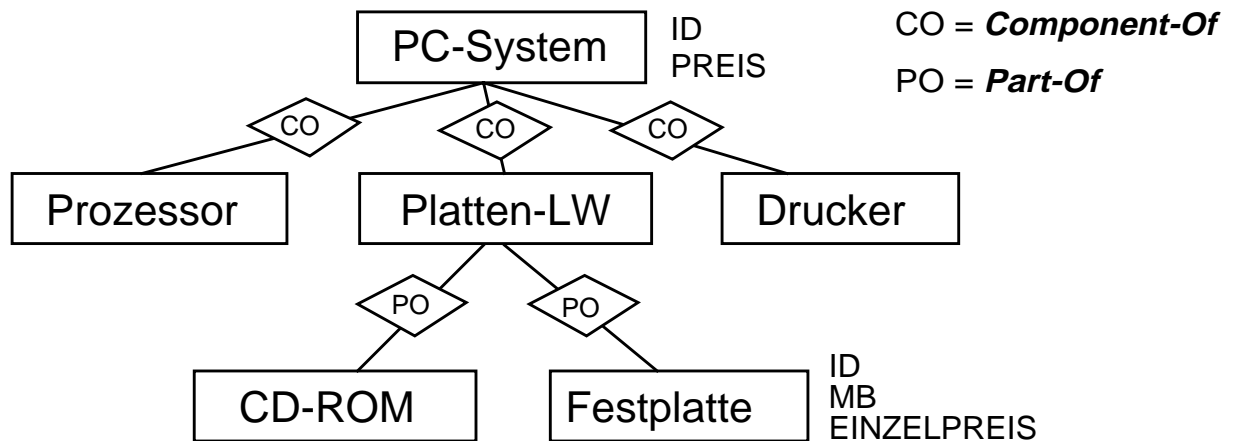 PC-System
ID
PREIS
CO = Component-Of
PO = Part-Of
CO
CO
CO
Prozessor
Platten-LW
Drucker
PO
PO
CD-ROM
Festplatte
ID
MB
EINZELPREIS